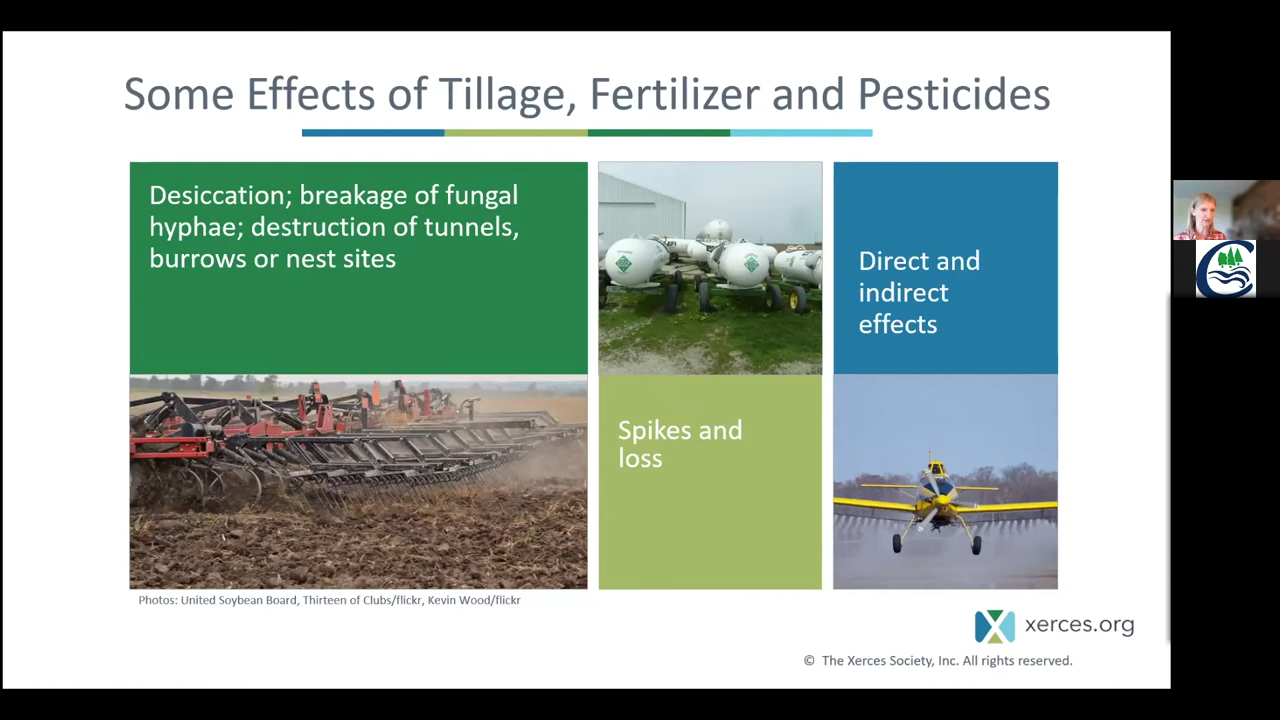 Some Effects of Tillage, Fertilizer and Pesticides
Desiccation; breakage of fungal
hyphae; destruction of tunnels,
burrows or nest sites
Spikes and
loss
Direct and
indirect
effects
Photos: United Soybean Board, Thirteen of Clubs/flickr, Kevin Wood/flickr
xerces.org
© The Xerces Society, Inc. All rights reserved.